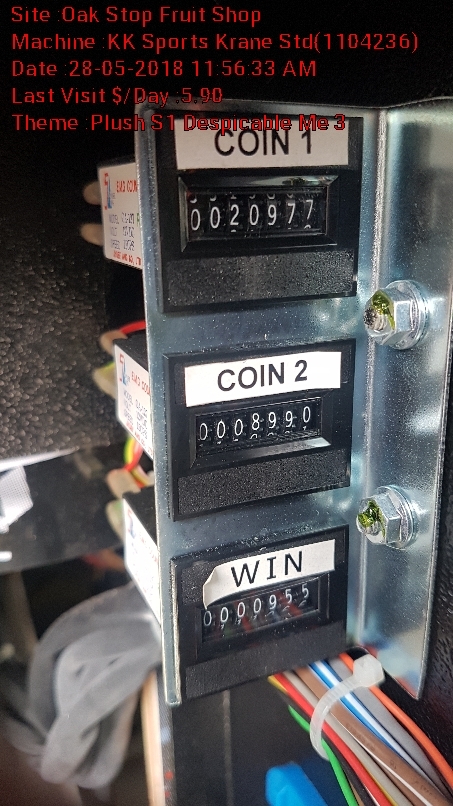 Site :Oak Stop Fruit Shop
Machine :KK Sports Krane Std(1104236)
Date :28-05-2018 11:56:33 AM
Last Visit $/Day :5.90
Theme :Plush S1 Despicable Me 3
COIN 1
0020977
COIN 2
0008990
WIN
0000955